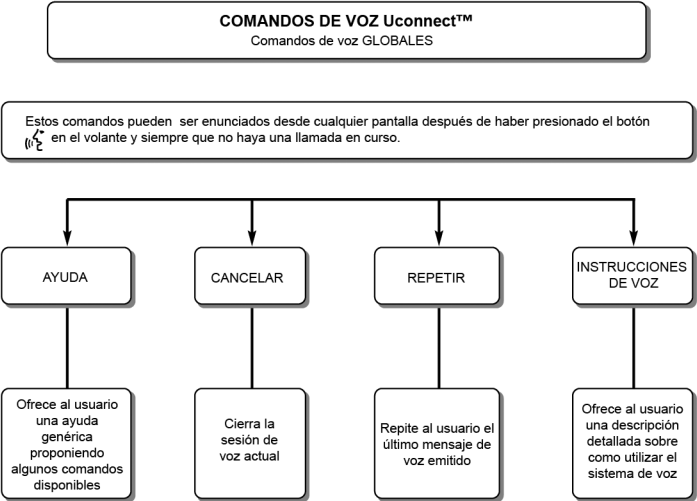 COMANDOS DE VOZ Uconnect™
Comandos de voz GLOBALES
Estos comandos pueden ser enunciados desde cualquier pantalla después de haber presionado el botón
en el volante y siempre que no haya una llamada en curso.
AYUDA
CANCELAR
REPETIR
INSTRUCCIONES
DE VOZ
Ofrece al usuario
una ayuda
genérica
proponiendo
algunos comandos
disponibles
Cierra la
sesión de
voz actual
Repite al usuario el
último mensaje de
voz emitido
Ofrece al usuario
una descripción
detallada sobre
como utilizar el
sistema de voz